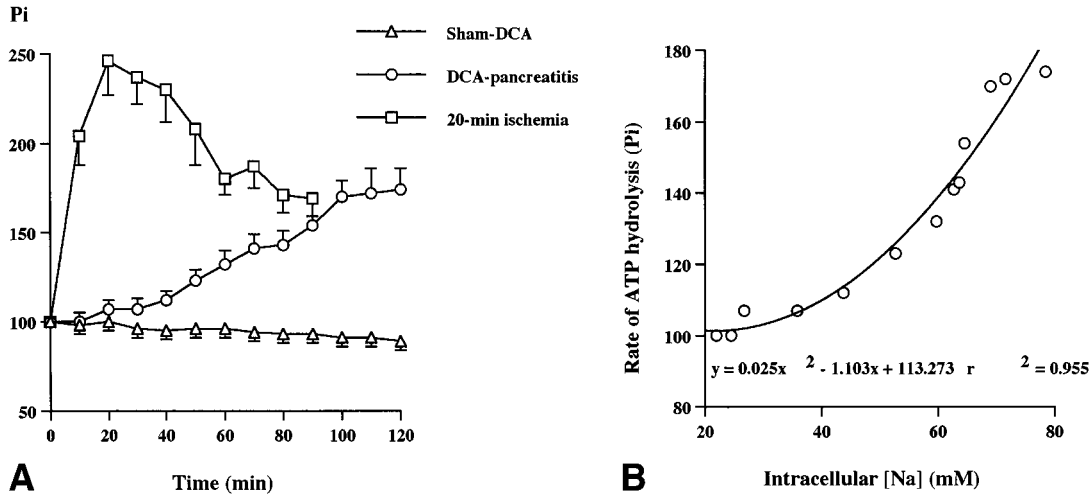 Pi
250
200
150
100
50
0
20
40
60
80
100
120
Time (min)
A
Sham-DCA
DCA-pancreatitis
20-min ischemia
Rate of ATP hydrolysis (Pi)
180
160
140
120
100
80
20
40
60
80
y = 0.025x 2 - 1.103x + 113.273 r 2 = 0.955
Intracellular [Na] (mM)
B